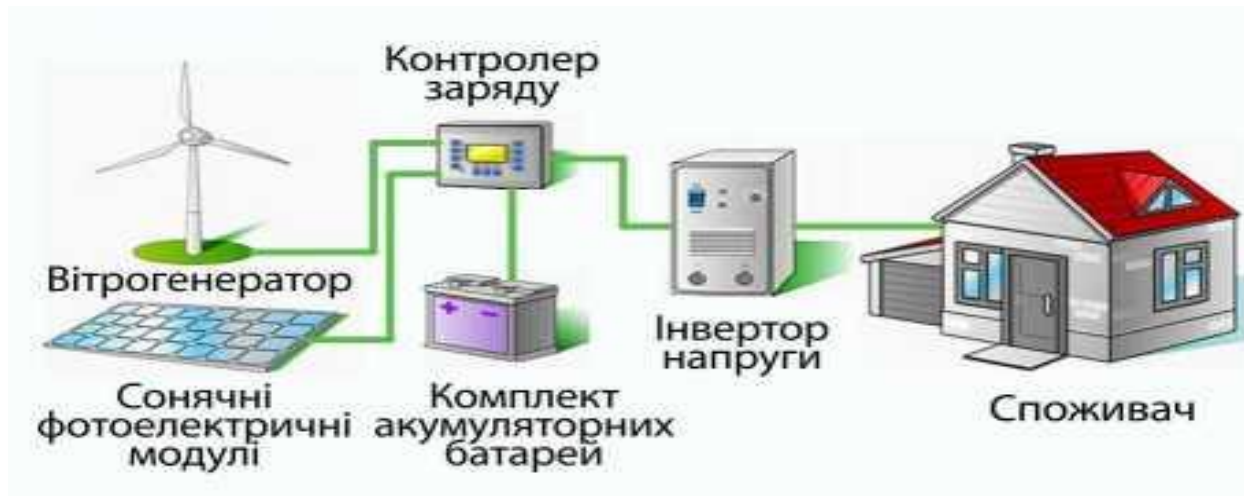 Контролер
заряду
Вітрогенератор
Інвертор
напруги
Сонячні
фотоелектричні
модулі
Комплект
акумуляторних
батарей
Споживач